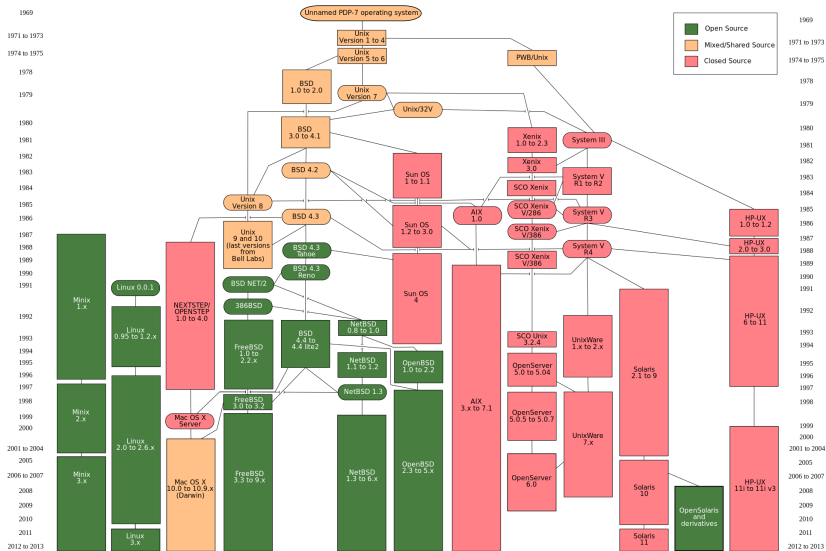 1969
1971 to 1973
1974 to 1975
1978
1979
1980
1981
1982
1983
1984
1985
1986
1987
1988
1989
1990
1991
1992
1993
1994
1995
1996
1997
1998
1999
2000
2001 to 2004
2005
2006 to 2007
2008
2009
2010
2011
2012 to 2013
Unnamed PDP-7 operating system
Unix
Version 1 to 4
Unix
Version 5 to 6
PWB/Unix
Open Source
Mixed/Shared Source
Closed Source
BSD
1.0 to 2.0
Unix
Version 7
Unix/32V
BSD
3.0 to 4.1
Xenix
1.0 to 2.3
System III
Xenix
3.0
Sun OS
1 to 1.1
BSD 4.2
System V
R1 to R2
SCO Xenix
Unix
Version 8
SCO Xenix
V/286
AIX
1.0
System V
R3
BSD 4.3
Sun OS
1.2 to 3.0
HP-UX
1.0 to 1.2
Unix
9 and 10
(last versions
from
Bell Labs)
SCO Xenix
V/386
HP-UX
2.0 to 3.0
BSD 4.3
Tahoe
System V
R4
SCO Xenix
V/386
BSD 4.3
Reno
BSD NET/2
Linux 0.0.1
Minix
1.x
NEXTSTEP/
OPENSTEP
1.0 to 4.0
386BSD
Sun OS
4
HP-UX
6 to 11
Linux
0.95 to 1.2.x
NetBSD
0.8 to 1.0
FreeBSD
1.0 to
2.2.x
BSD
4.4 to
4.4 lite2
SCO Unix
3.2.4
UnixWare
1.x to 2.x
NetBSD
1.1 to 1.2
OpenBSD
1.0 to 2.2
OpenServer
5.0 to 5.04
Solaris
2.1 to 9
NetBSD 1.3
FreeBSD
3.0 to 3.2
Minix
2.x
Mac OS X
Server
AIX
3.x to 7.1
OpenServer
5.0.5 to 5.0.7
Linux
2.0 to 2.6.x
UnixWare
7.x
Minix
3.x
Mac OS X
10.0 to 10.9.x
(Darwin)
FreeBSD
3.3 to 9.x
NetBSD
1.3 to 6.x
OpenBSD
2.3 to 5.x
OpenServer
6.0
Solaris
10
HP-UX
11i to 11i v3
OpenSolaris
and
derivatives
Linux
3.x
Solaris
11
1969
1971 to 1973
1974 to 1975
1978
1979
1980
1981
1982
1983
1984
1985
1986
1987
1988
1989
1990
1991
1992
1993
1994
1995
1996
1997
1998
1999
2000
2001 to 2004
2005
2006 to 2007
2008
2009
2010
2011
2012 to 2013